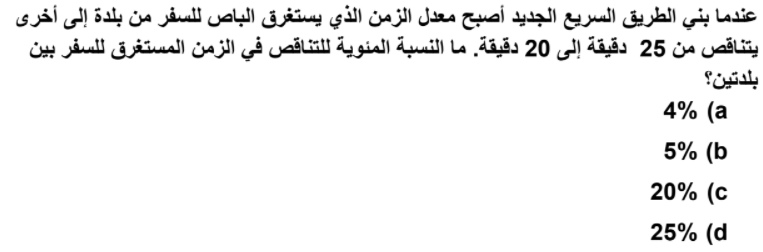 عندما بني الطريق السريع الجديد أصبح معدل الزمن الذي يستغرق الباص للسفر من بلدة إلى أخرى
يتناقص من 25 دقيقة إلى 20 دقيقة. ما النسبة المئوية للتناقص في الزمن المستغرق للسفر بين
بلدتين؟
a) 4%
b) 5%
c) 20%
d) 25%